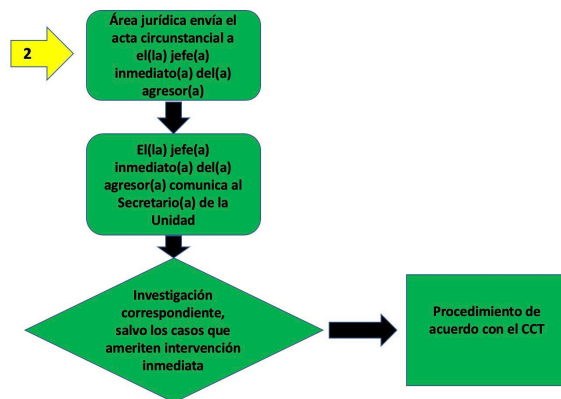 2
Área jurídica envía el
acta circunstancial a
el(la) jefe(a)
inmediato(a) del(a)
agresor(a)
El(la) jefe(a)
inmediato(a) del(a)
agresor(a) comunica al
Secretario(a) de la
Unidad
Investigación
correspondiente,
salvo los casos que
ameriten intervención
inmediata
Procedimiento de
acuerdo con el CCT